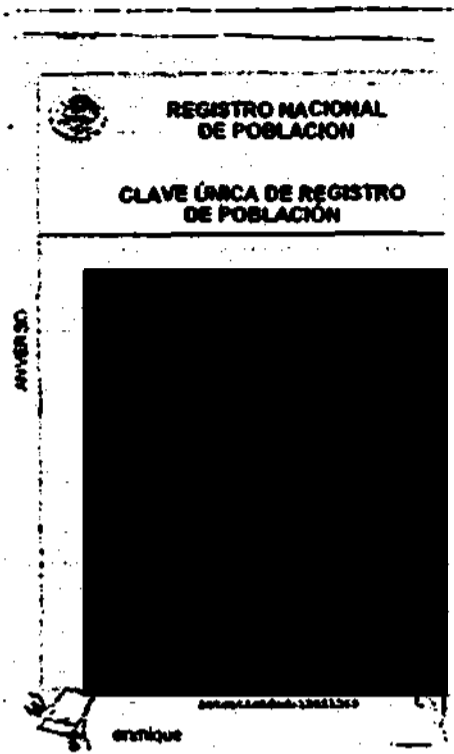 REGISTRO NACIONAL
DE POBLACION
CLAVE ÚNICA DE REGISTRO
DE POBLACIÓN
ANVERSO
enrique